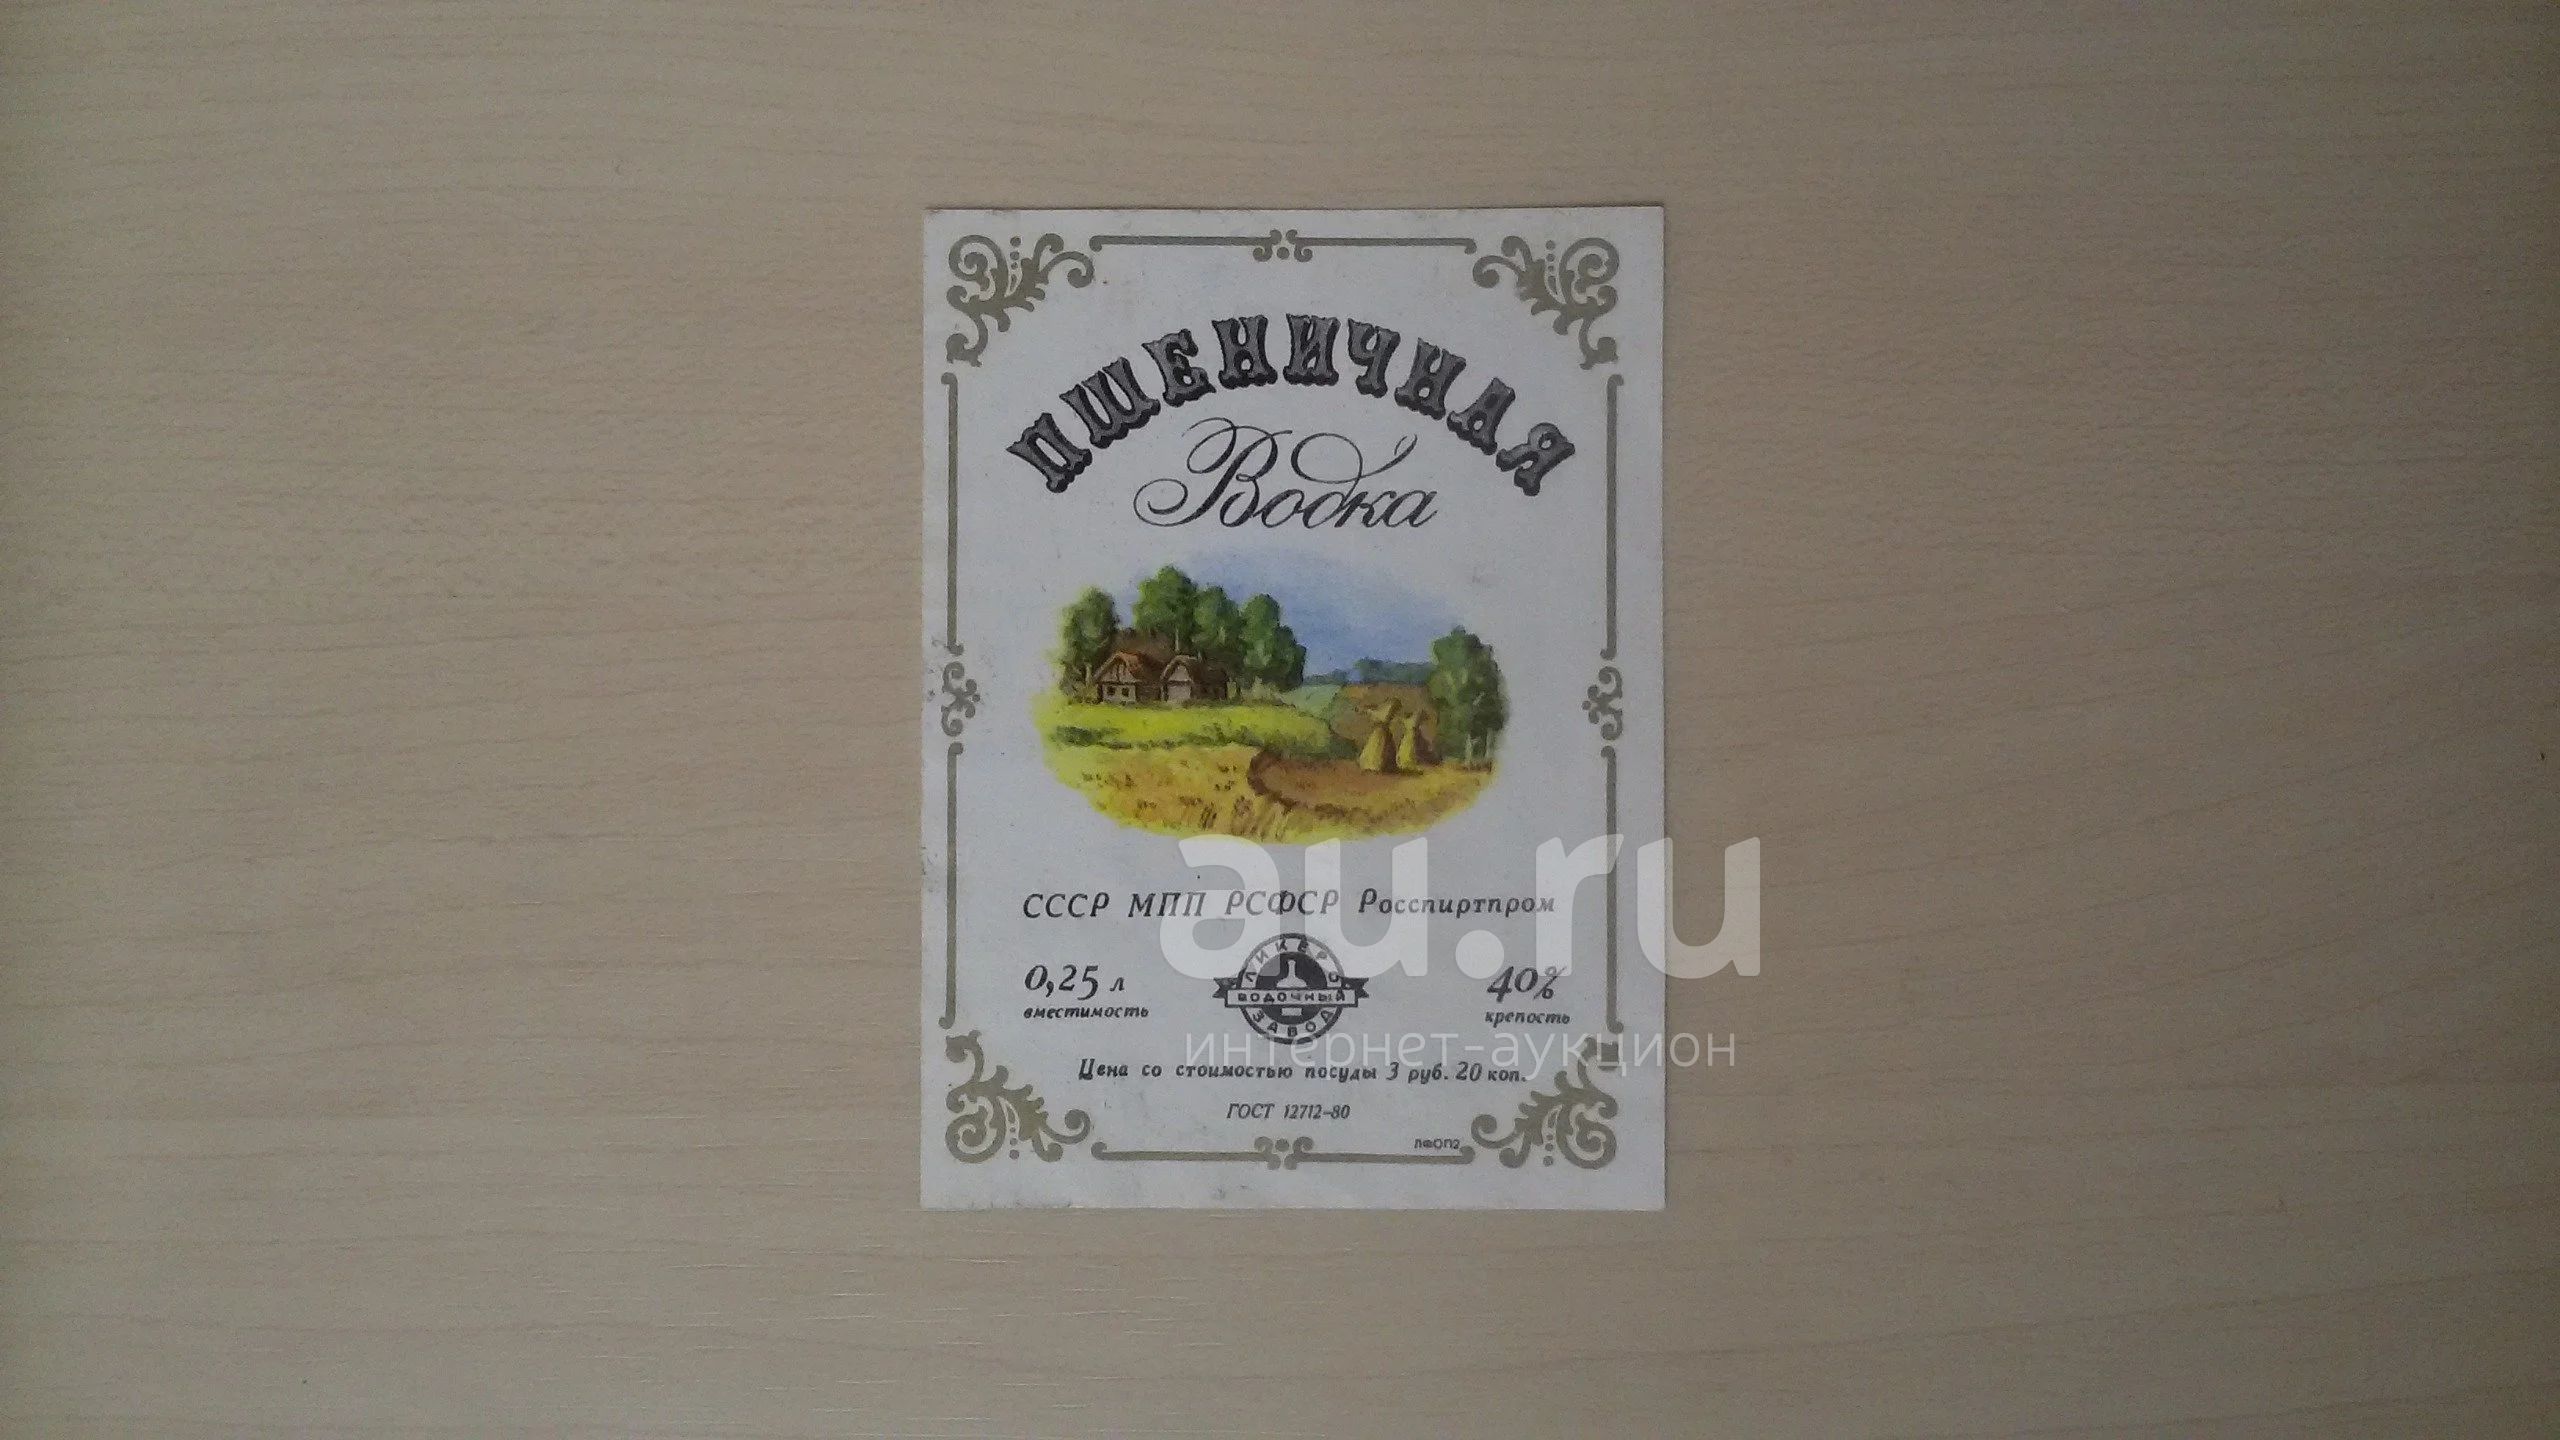 ПШЕНИЧНАЯ
Водка
СССР МПП РСФСР Росспиртпром
0,25 л
вместимость
ЛИКЕРО
ВОДОЧНЫЙ
ЗАВОД
40%
крепость
Цена со стоимостью посуды 3 руб. 20 коп.
ГОСТ 12712-80
ЛФОП2
au.ru
интернет-аукцион